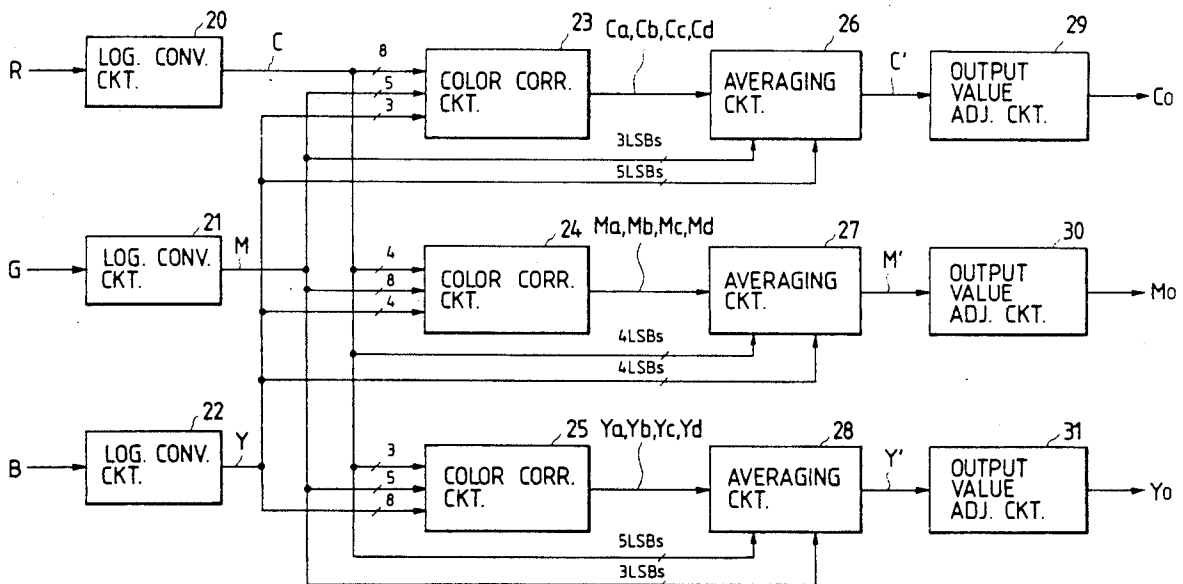 20
LOG. CONV.
CKT.
R
C
8
5
3
23
COLOR CORR.
CKT.
Ca,Cb,Cc,Cd
26
AVERAGING
CKT.
C'
29
OUTPUT
VALUE
ADJ. CKT.
Co
3LSBs
5LSBs
21
LOG. CONV.
CKT.
G
M
4
8
4
24
COLOR CORR.
CKT.
Ma,Mb,Mc,Md
27
AVERAGING
CKT.
M'
30
OUTPUT
VALUE
ADJ. CKT.
Mo
4LSBs
4LSBs
22
LOG. CONV.
CKT.
B
Y
3
5
8
25
COLOR CORR.
CKT.
Ya,Yb,Yc,Yd
28
AVERAGING
CKT.
Y'
31
OUTPUT
VALUE
ADJ. CKT.
Yo
5LSBs
3LSBs